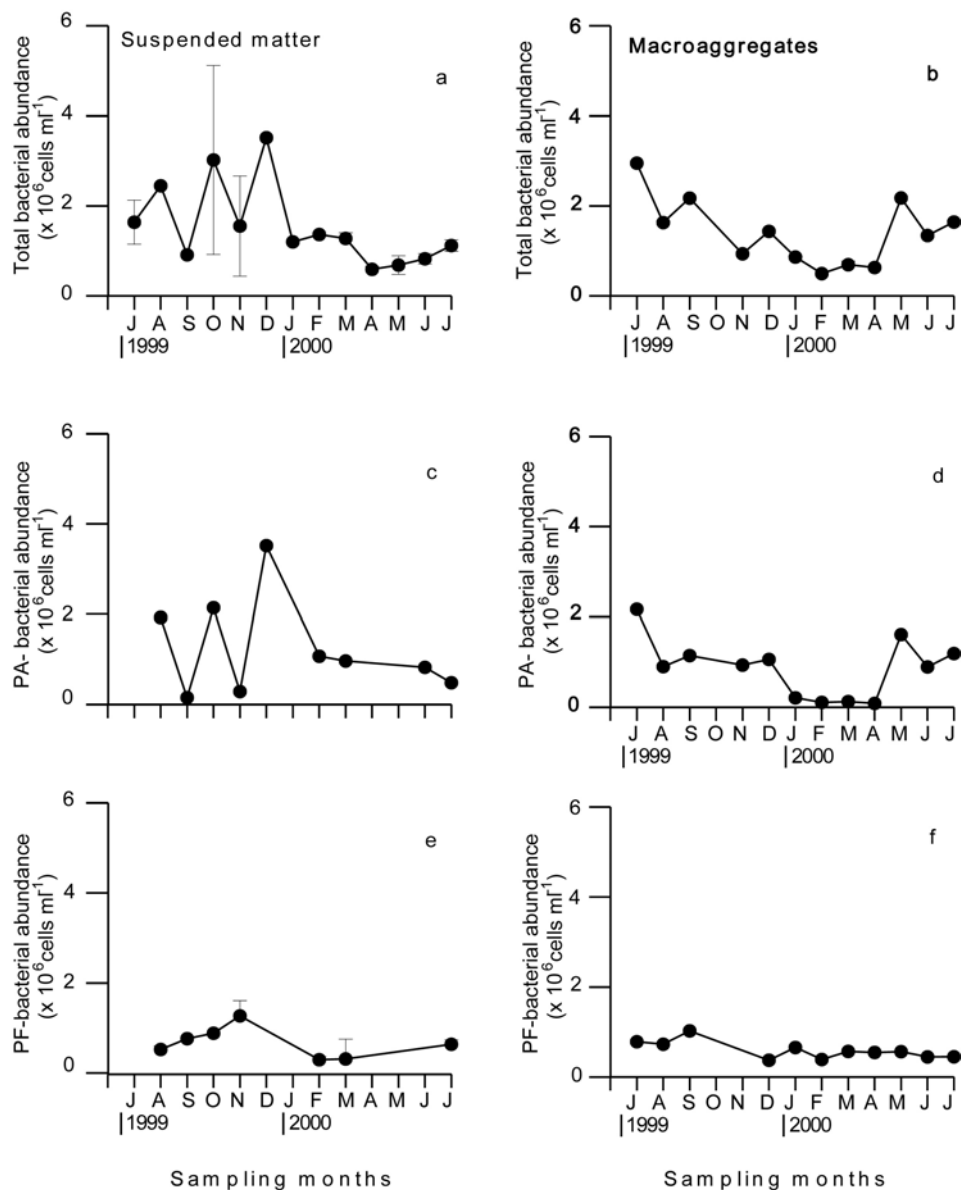 Suspended matter
a
Total bacterial abundance
(x 10⁶cells ml⁻¹)
6
4
2
0
J A S O N D J F M A M J J
|1999 |2000
Macroaggregates
b
Total bacterial abundance
(x 10⁶cells ml⁻¹)
6
4
2
0
J A S O N D J F M A M J J
|1999 |2000
c
PA- bacterial abundance
(x 10⁶cells ml⁻¹)
6
4
2
0
d
PA- bacterial abundance
(x 10⁶cells ml⁻¹)
6
4
2
0
J A S O N D J F M A M J J
|1999 |2000
e
PF-bacterial abundance
(x 10⁶cells ml⁻¹)
6
4
2
0
J A S O N D J F M A M J J
|1999 |2000
Sampling months
f
PF-bacterial abundance
(x 10⁶cells ml⁻¹)
6
4
2
0
J A S O N D J F M A M J J
|1999 |2000
Sampling months